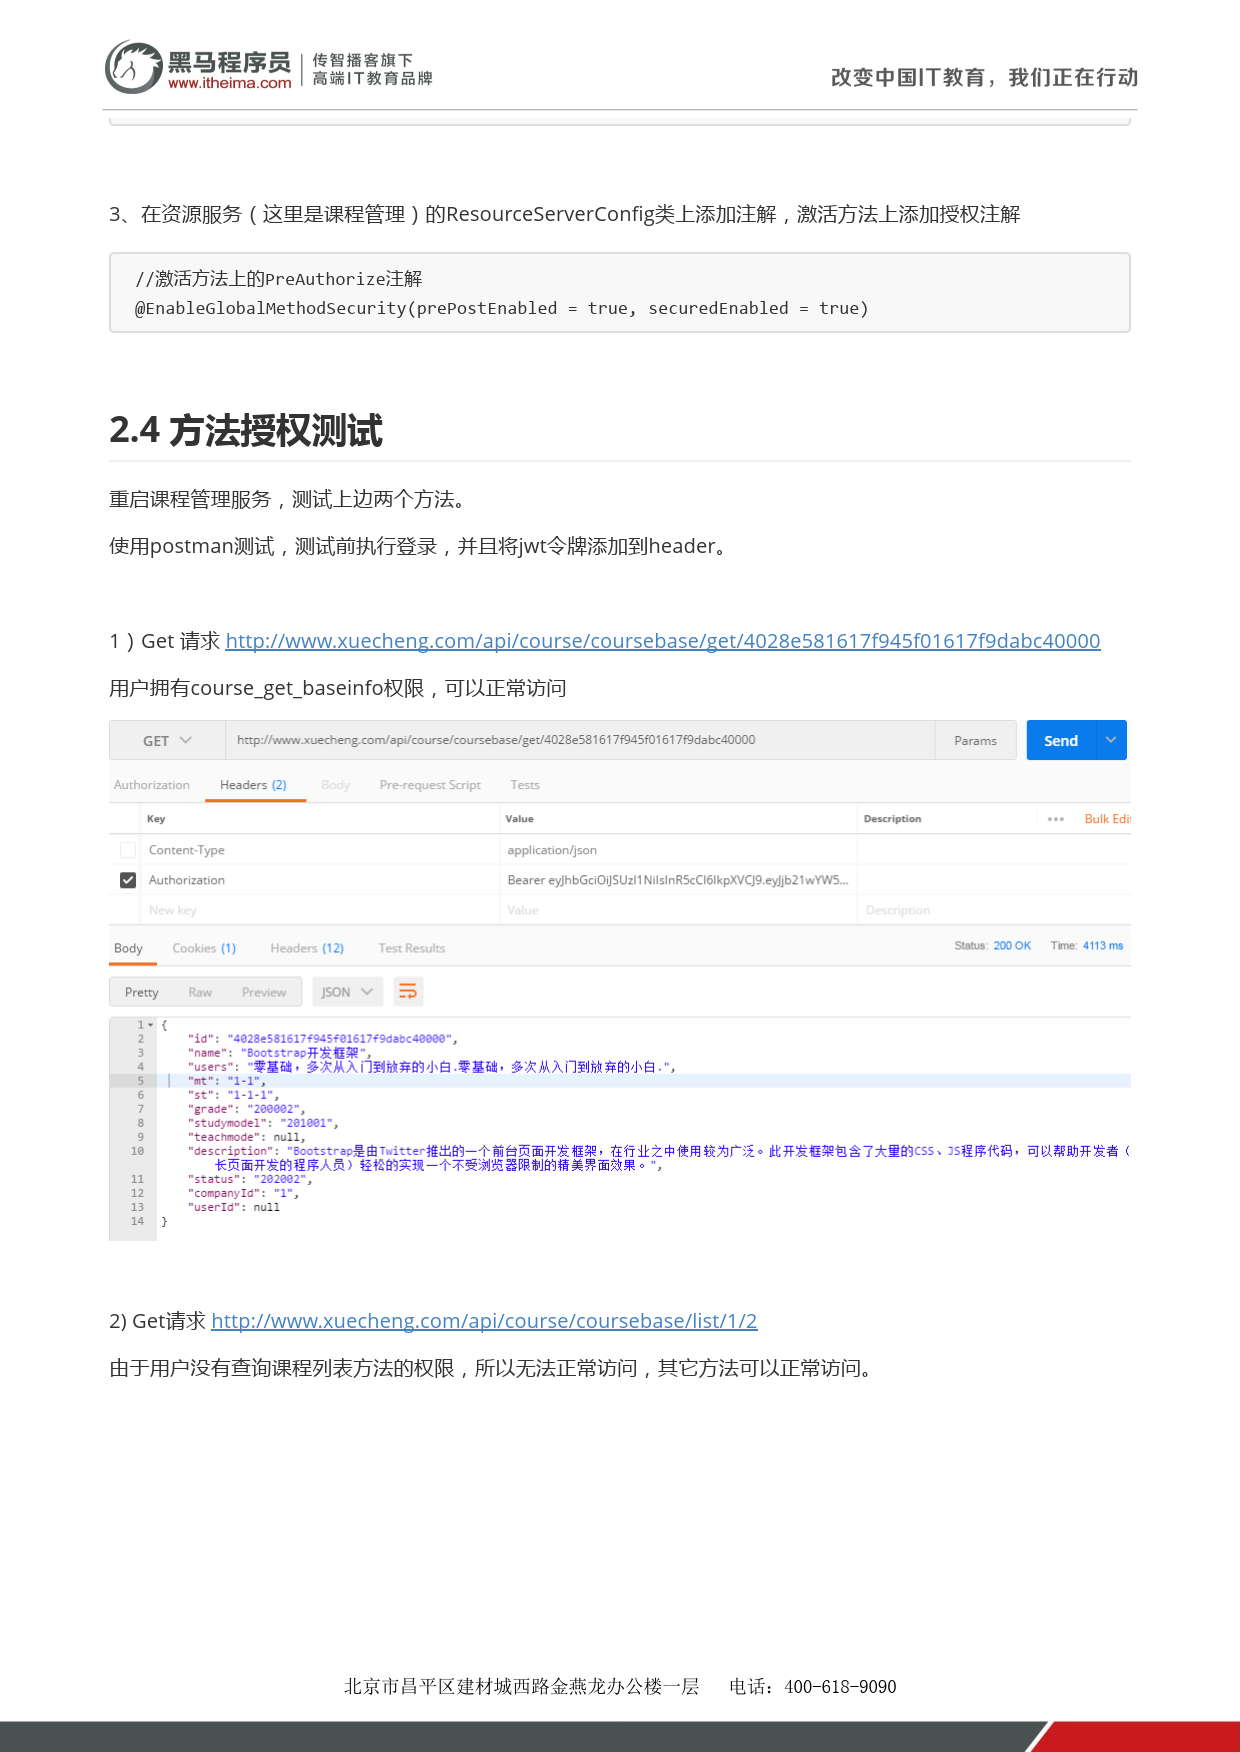 黑马程序员
www.itheima.com
传智播客旗下
高端IT教育品牌
改变中国IT教育，我们正在行动
3、在资源服务（这里是课程管理）的ResourceServerConfig类上添加注解，激活方法上添加授权注解
//激活方法上的PreAuthorize注解
@EnableGlobalMethodSecurity(prePostEnabled = true, securedEnabled = true)
2.4 方法授权测试
重启课程管理服务，测试上边两个方法。
使用postman测试，测试前执行登录，并且将jwt令牌添加到header。
1）Get 请求 http://www.xuecheng.com/api/course/coursebase/get/4028e581617f945f01617f9dabc40000
用户拥有course_get_baseinfo权限，可以正常访问
GET http://www.xuecheng.com/api/course/coursebase/get/4028e581617f945f01617f9dabc40000 Params Send
Authorization Headers (2) Body Pre-request Script Tests
Key Value Description ••• Bulk Edi
Content-Type application/json
Authorization Bearer eyJhbGciOiJSUzI1NiIsInR5cCI6IkpXVCJ9.eyJjb21wYW5...
New key Value Description
Body Cookies (1) Headers (12) Test Results Status: 200 OK Time: 4113 ms
Pretty Raw Preview JSON
1 {
2 "id": "4028e581617f945f01617f9dabc40000",
3 "name": "Bootstrap开发框架",
4 "users": "零基础，多次从入门到放弃的小白.零基础，多次从入门到放弃的小白.",
5 "mt": "1-1",
6 "st": "1-1-1",
7 "grade": "200002",
8 "studymodel": "201001",
9 "teachmode": null,
10 "description": "Bootstrap是由Twitter推出的一个前台页面开发框架，在行业之中使用较为广泛。此开发框架包含了大量的CSS、JS程序代码，可以帮助开发者（
长页面开发的程序人员）轻松的实现一个不受浏览器限制的精美界面效果。",
11 "status": "202002",
12 "companyId": "1",
13 "userId": null
14 }
2) Get请求 http://www.xuecheng.com/api/course/coursebase/list/1/2
由于用户没有查询课程列表方法的权限，所以无法正常访问，其它方法可以正常访问。
北京市昌平区建材城西路金燕龙办公楼一层 电话：400-618-9090